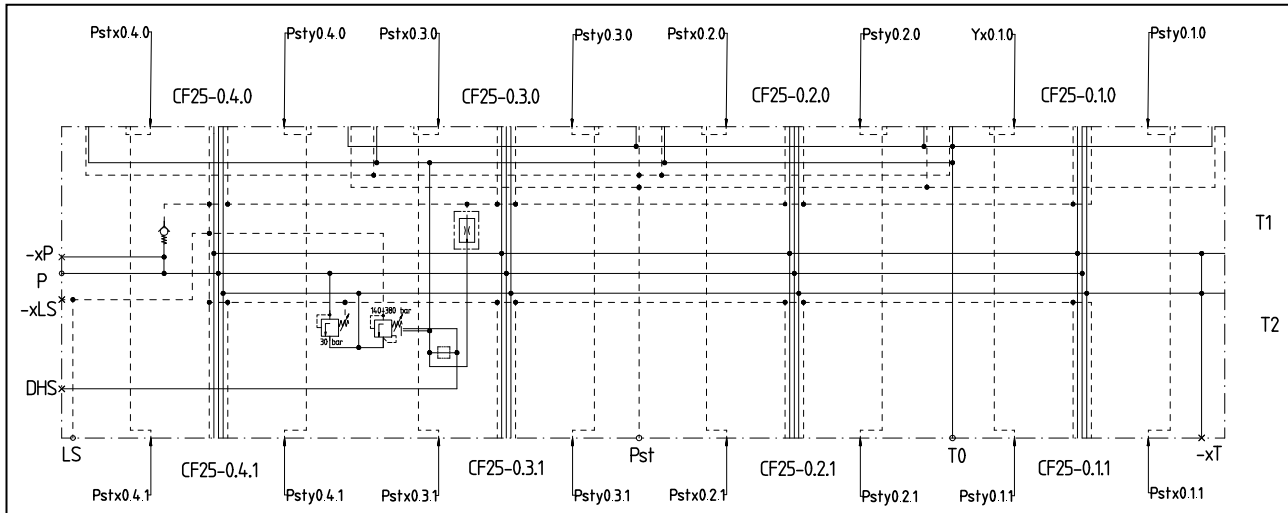 Pstx0.4.0 Psty0.4.0 Pstx0.3.0 Psty0.3.0 Pstx0.2.0 Psty0.2.0 Yx0.1.0 Psty0.1.0
CF25-0.4.0 CF25-0.3.0 CF25-0.2.0 CF25-0.1.0
T1
-xP
P
-xLS
140÷380 bar
T2
30 bar
DHS
LS Pst T0 -xT
CF25-0.4.1 CF25-0.3.1 CF25-0.2.1 CF25-0.1.1
Pstx0.4.1 Psty0.4.1 Pstx0.3.1 Psty0.3.1 Pstx0.2.1 Psty0.2.1 Psty0.1.1 Pstx0.1.1